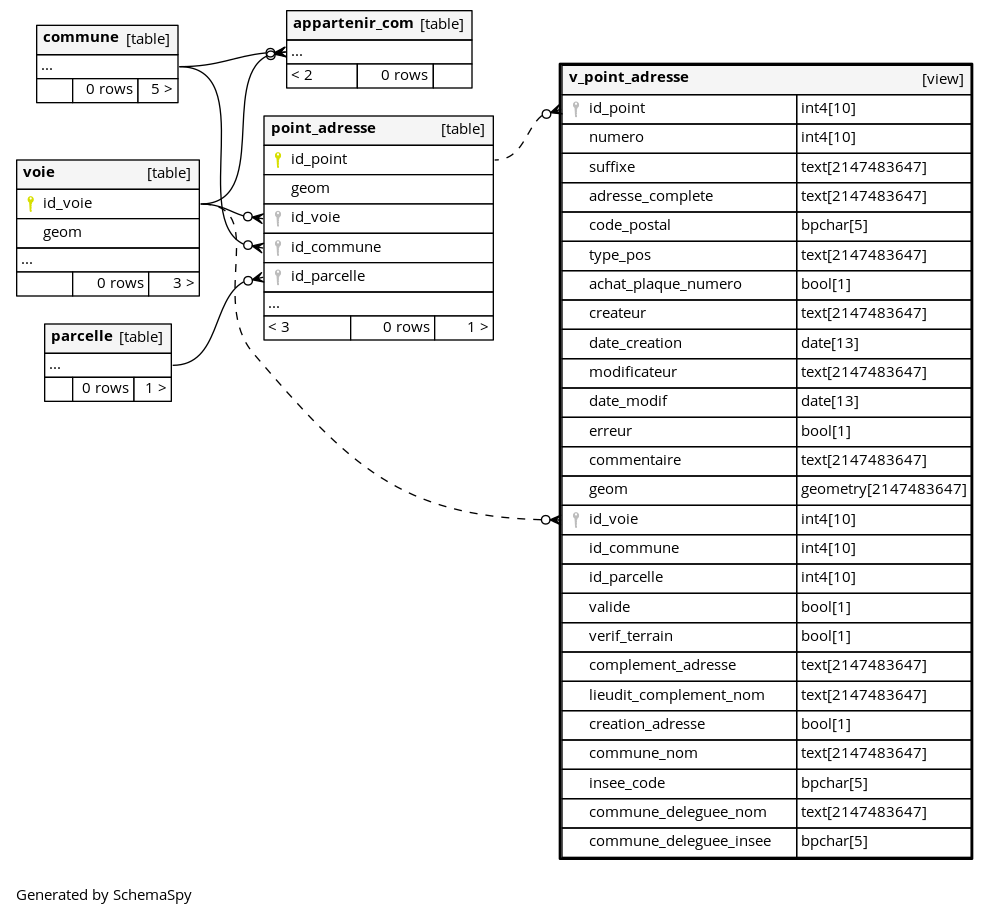 commune [table]
...
0 rows 5 >
appartenir_com [table]
...
< 2 0 rows
voie [table]
id_voie
geom
...
0 rows 3 >
parcelle [table]
...
0 rows 1 >
point_adresse [table]
id_point
geom
id_voie
id_commune
id_parcelle
...
< 3 0 rows 1 >
v_point_adresse [view]
id_point int4[10]
numero int4[10]
suffixe text[2147483647]
adresse_complete text[2147483647]
code_postal bpchar[5]
type_pos text[2147483647]
achat_plaque_numero bool[1]
createur text[2147483647]
date_creation date[13]
modificateur text[2147483647]
date_modif date[13]
erreur bool[1]
commentaire text[2147483647]
geom geometry[2147483647]
id_voie int4[10]
id_commune int4[10]
id_parcelle int4[10]
valide bool[1]
verif_terrain bool[1]
complement_adresse text[2147483647]
lieudit_complement_nom text[2147483647]
creation_adresse bool[1]
commune_nom text[2147483647]
insee_code bpchar[5]
commune_deleguee_nom text[2147483647]
commune_deleguee_insee bpchar[5]
Generated by SchemaSpy